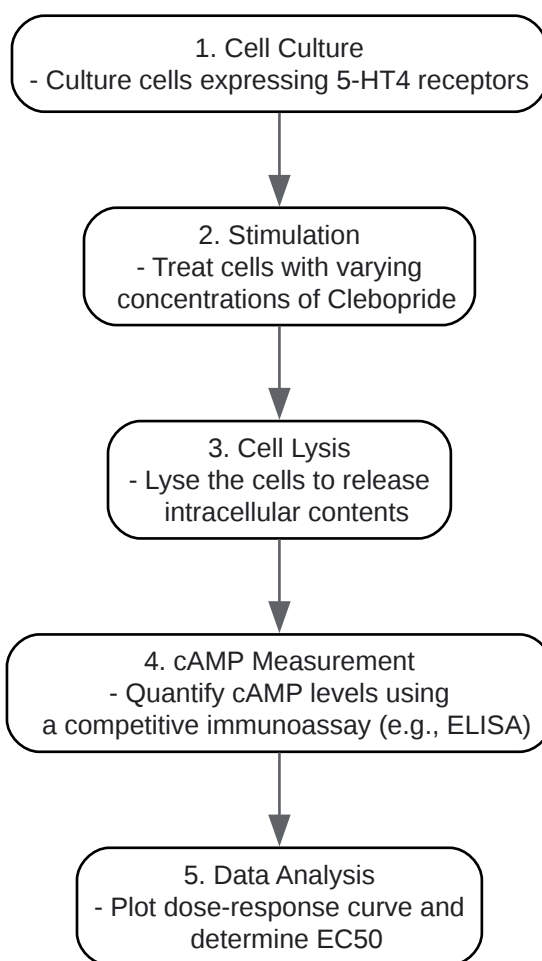 1. Cell Culture
- Culture cells expressing 5-HT4 receptors
2. Stimulation
- Treat cells with varying
concentrations of Clebopride
3. Cell Lysis
- Lyse the cells to release
intracellular contents
4. cAMP Measurement
- Quantify cAMP levels using
a competitive immunoassay (e.g., ELISA)
5. Data Analysis
- Plot dose-response curve and
determine EC50